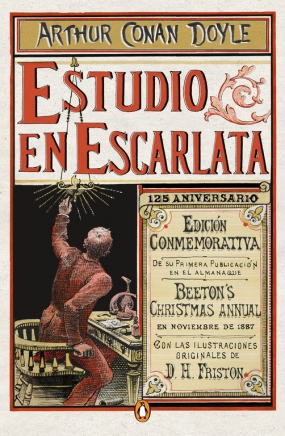 ARTHUR CONAN DOYLE
ESTUDIO
EN ESCARLATA
125 ANIVERSARIO
EDICIÓN
CONMEMORATIVA
DE SU PRIMERA PUBLICACIÓN
EN EL ALMANAQUE
BEETON'S
CHRISTMAS ANNUAL
EN NOVIEMBRE DE 1887
CON LAS ILUSTRACIONES
ORIGINALES DE
D. H. FRISTON